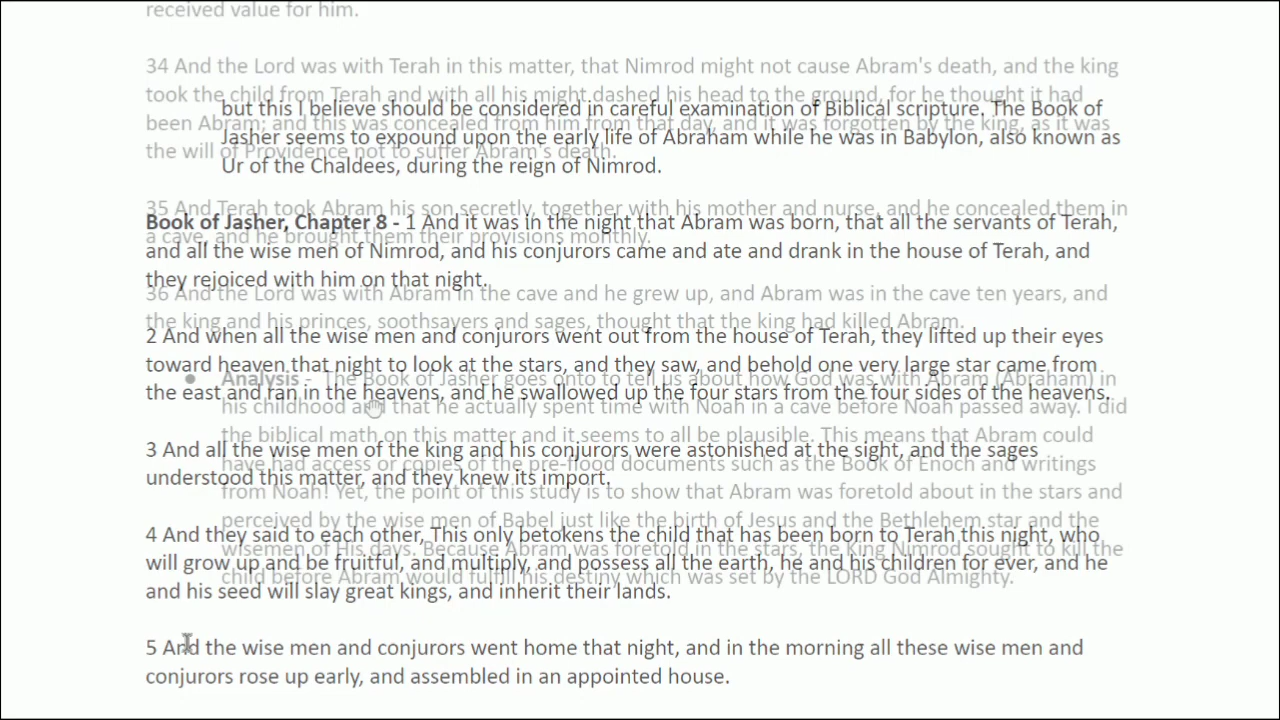 received value for him.
34 And the Lord was with Terah in this matter, that Nimrod might not cause Abram's death, and the king
took the child from Terah and with all his might dashed his head to the ground, for he thought it had
but this I believe should be considered in careful examination of Biblical scripture. The Book of
been Abram; and this was concealed from him from that day, and it was forgotten by the king, as it was
Jasher seems to expound upon the early life of Abraham while he was in Babylon, also known as
the will of Providence not to suffer Abram's death.
Ur of the Chaldees, during the reign of Nimrod.
35 And Terah took Abram his son secretly, together with his mother and nurse, and he concealed them in
Book of Jasher, Chapter 8 - 1 And it was in the night that Abram was born, that all the servants of Terah,
a cave, and he brought them their provisions monthly.
and all the wise men of Nimrod, and his conjurors came and ate and drank in the house of Terah, and
they rejoiced with him on that night.
36 And the Lord was with Abram in the cave and he grew up, and Abram was in the cave ten years, and
the king and his princes, soothsayers and sages, thought that the king had killed Abram.
2 And when all the wise men and conjurors went out from the house of Terah, they lifted up their eyes
toward heaven that night to look at the stars, and they saw, and behold one very large star came from
• Analysis - The Book of Jasher goes onto to tell us about how God was with Abram (Abraham) in
the east and ran in the heavens, and he swallowed up the four stars from the four sides of the heavens.
his childhood and that he actually spent time with Noah in a cave before Noah passed away. I did
the biblical math on this matter and it seems to all be plausible. This means that Abram could
3 And all the wise men of the king and his conjurors were astonished at the sight, and the sages
have had access or copies of the pre-flood documents such as the Book of Enoch and writings
understood this matter, and they knew its import.
from Noah! Yet, the point of this study is to show that Abram was foretold about in the stars and
perceived by the wise men of Babel just like the birth of Jesus and the Bethlehem star and the
4 And they said to each other, This only betokens the child that has been born to Terah this night, who
wisemen of His days. Because Abram was foretold in the stars, the King Nimrod sought to kill the
will grow up and be fruitful, and multiply, and possess all the earth, he and his children for ever, and he
child before Abram would fulfill his destiny which was set by the LORD God Almighty.
and his seed will slay great kings, and inherit their lands.
5 And the wise men and conjurors went home that night, and in the morning all these wise men and
conjurors rose up early, and assembled in an appointed house.